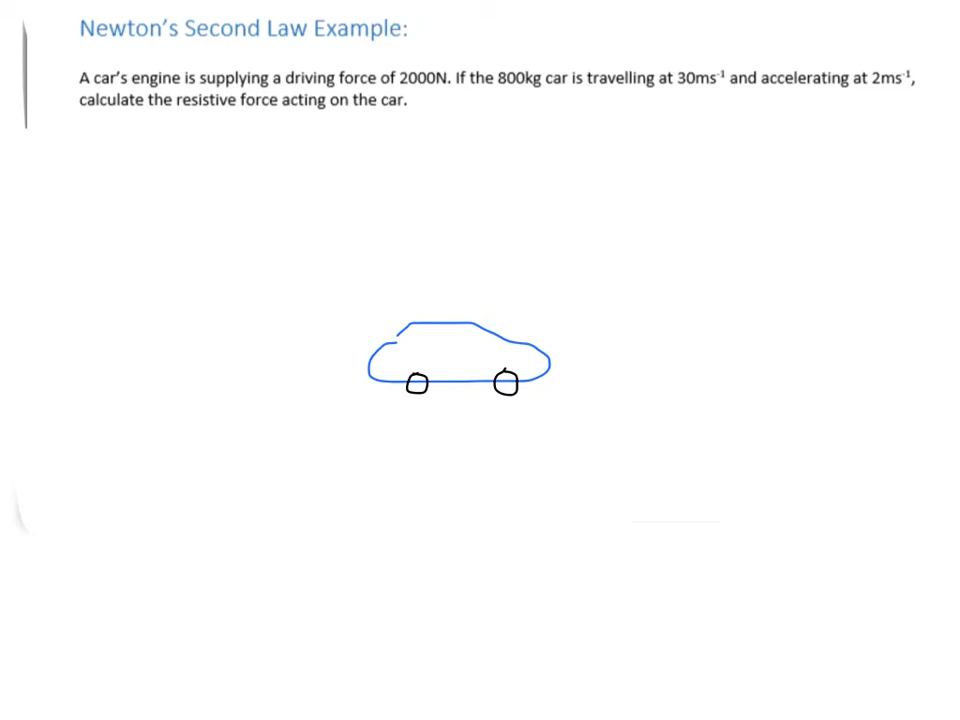 Newton's Second Law Example:
A car's engine is supplying a driving force of 2000N. If the 800kg car is travelling at 30ms⁻¹ and accelerating at 2ms⁻¹,
calculate the resistive force acting on the car.